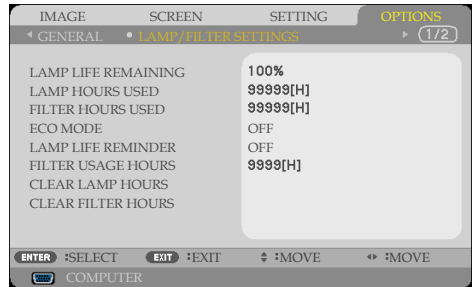 IMAGE SCREEN SETTING OPTIONS
GENERAL LAMP/FILTER SETTINGS (1/2)
LAMP LIFE REMAINING 100%
LAMP HOURS USED 99999[H]
FILTER HOURS USED 99999[H]
ECO MODE OFF
LAMP LIFE REMINDER OFF
FILTER USAGE HOURS 9999[H]
CLEAR LAMP HOURS
CLEAR FILTER HOURS
ENTER :SELECT EXIT :EXIT :MOVE :MOVE
COMPUTER